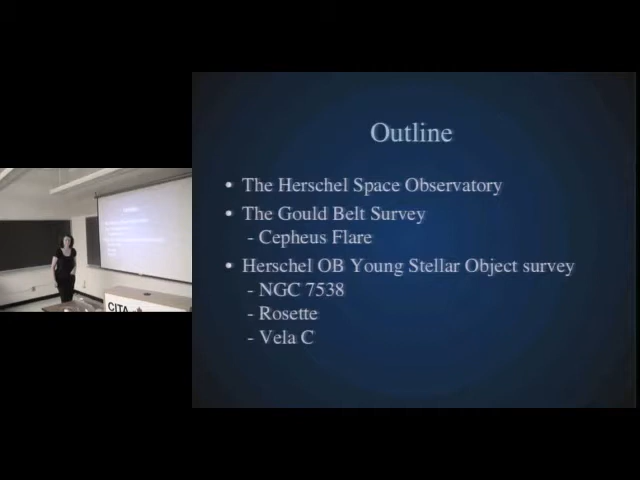 Outline
• The Herschel Space Observatory
• The Gould Belt Survey
- Cepheus Flare
• Herschel OB Young Stellar Object survey
- NGC 7538
- Rosette
- Vela C
CITA